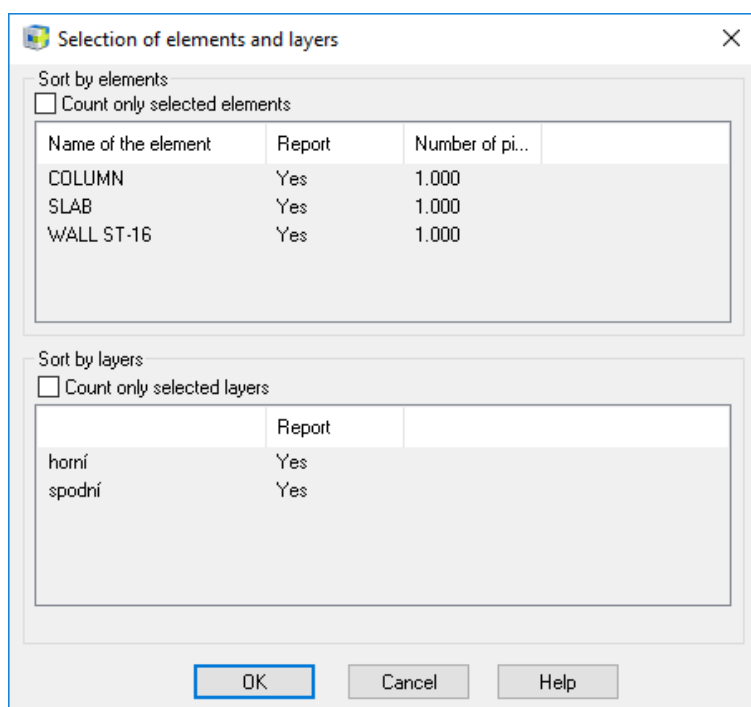 Selection of elements and layers
Sort by elements
Count only selected elements
Name of the element Report Number of pi...
COLUMN Yes 1.000
SLAB Yes 1.000
WALL ST-16 Yes 1.000
Sort by layers
Count only selected layers
Report
horní Yes
spodní Yes
OK Cancel Help